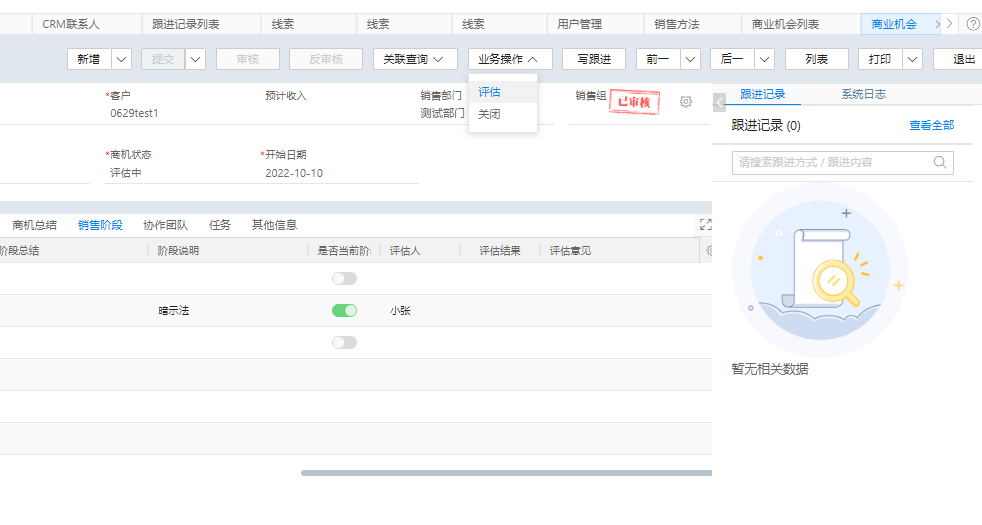 CRM联系人 跟进记录列表 线索 线索 线索 用户管理 销售方法 商业机会列表 商业机会
新增 提交 审核 反审核 关联查询 业务操作 写跟进 前一 后一 列表 打印 退出
评估
关闭
*客户 预计收入 销售部门 销售组
0629test1 测试部门
已审核
*商机状态 *开始日期
评估中 2022-10-10
商机总结 销售阶段 协作团队 任务 其他信息
阶段总结 阶段说明 是否当前阶 评估人 评估结果 评估意见
暗示法 小张
跟进记录 系统日志
跟进记录 (0) 查看全部
请搜索跟进方式 / 跟进内容
暂无相关数据